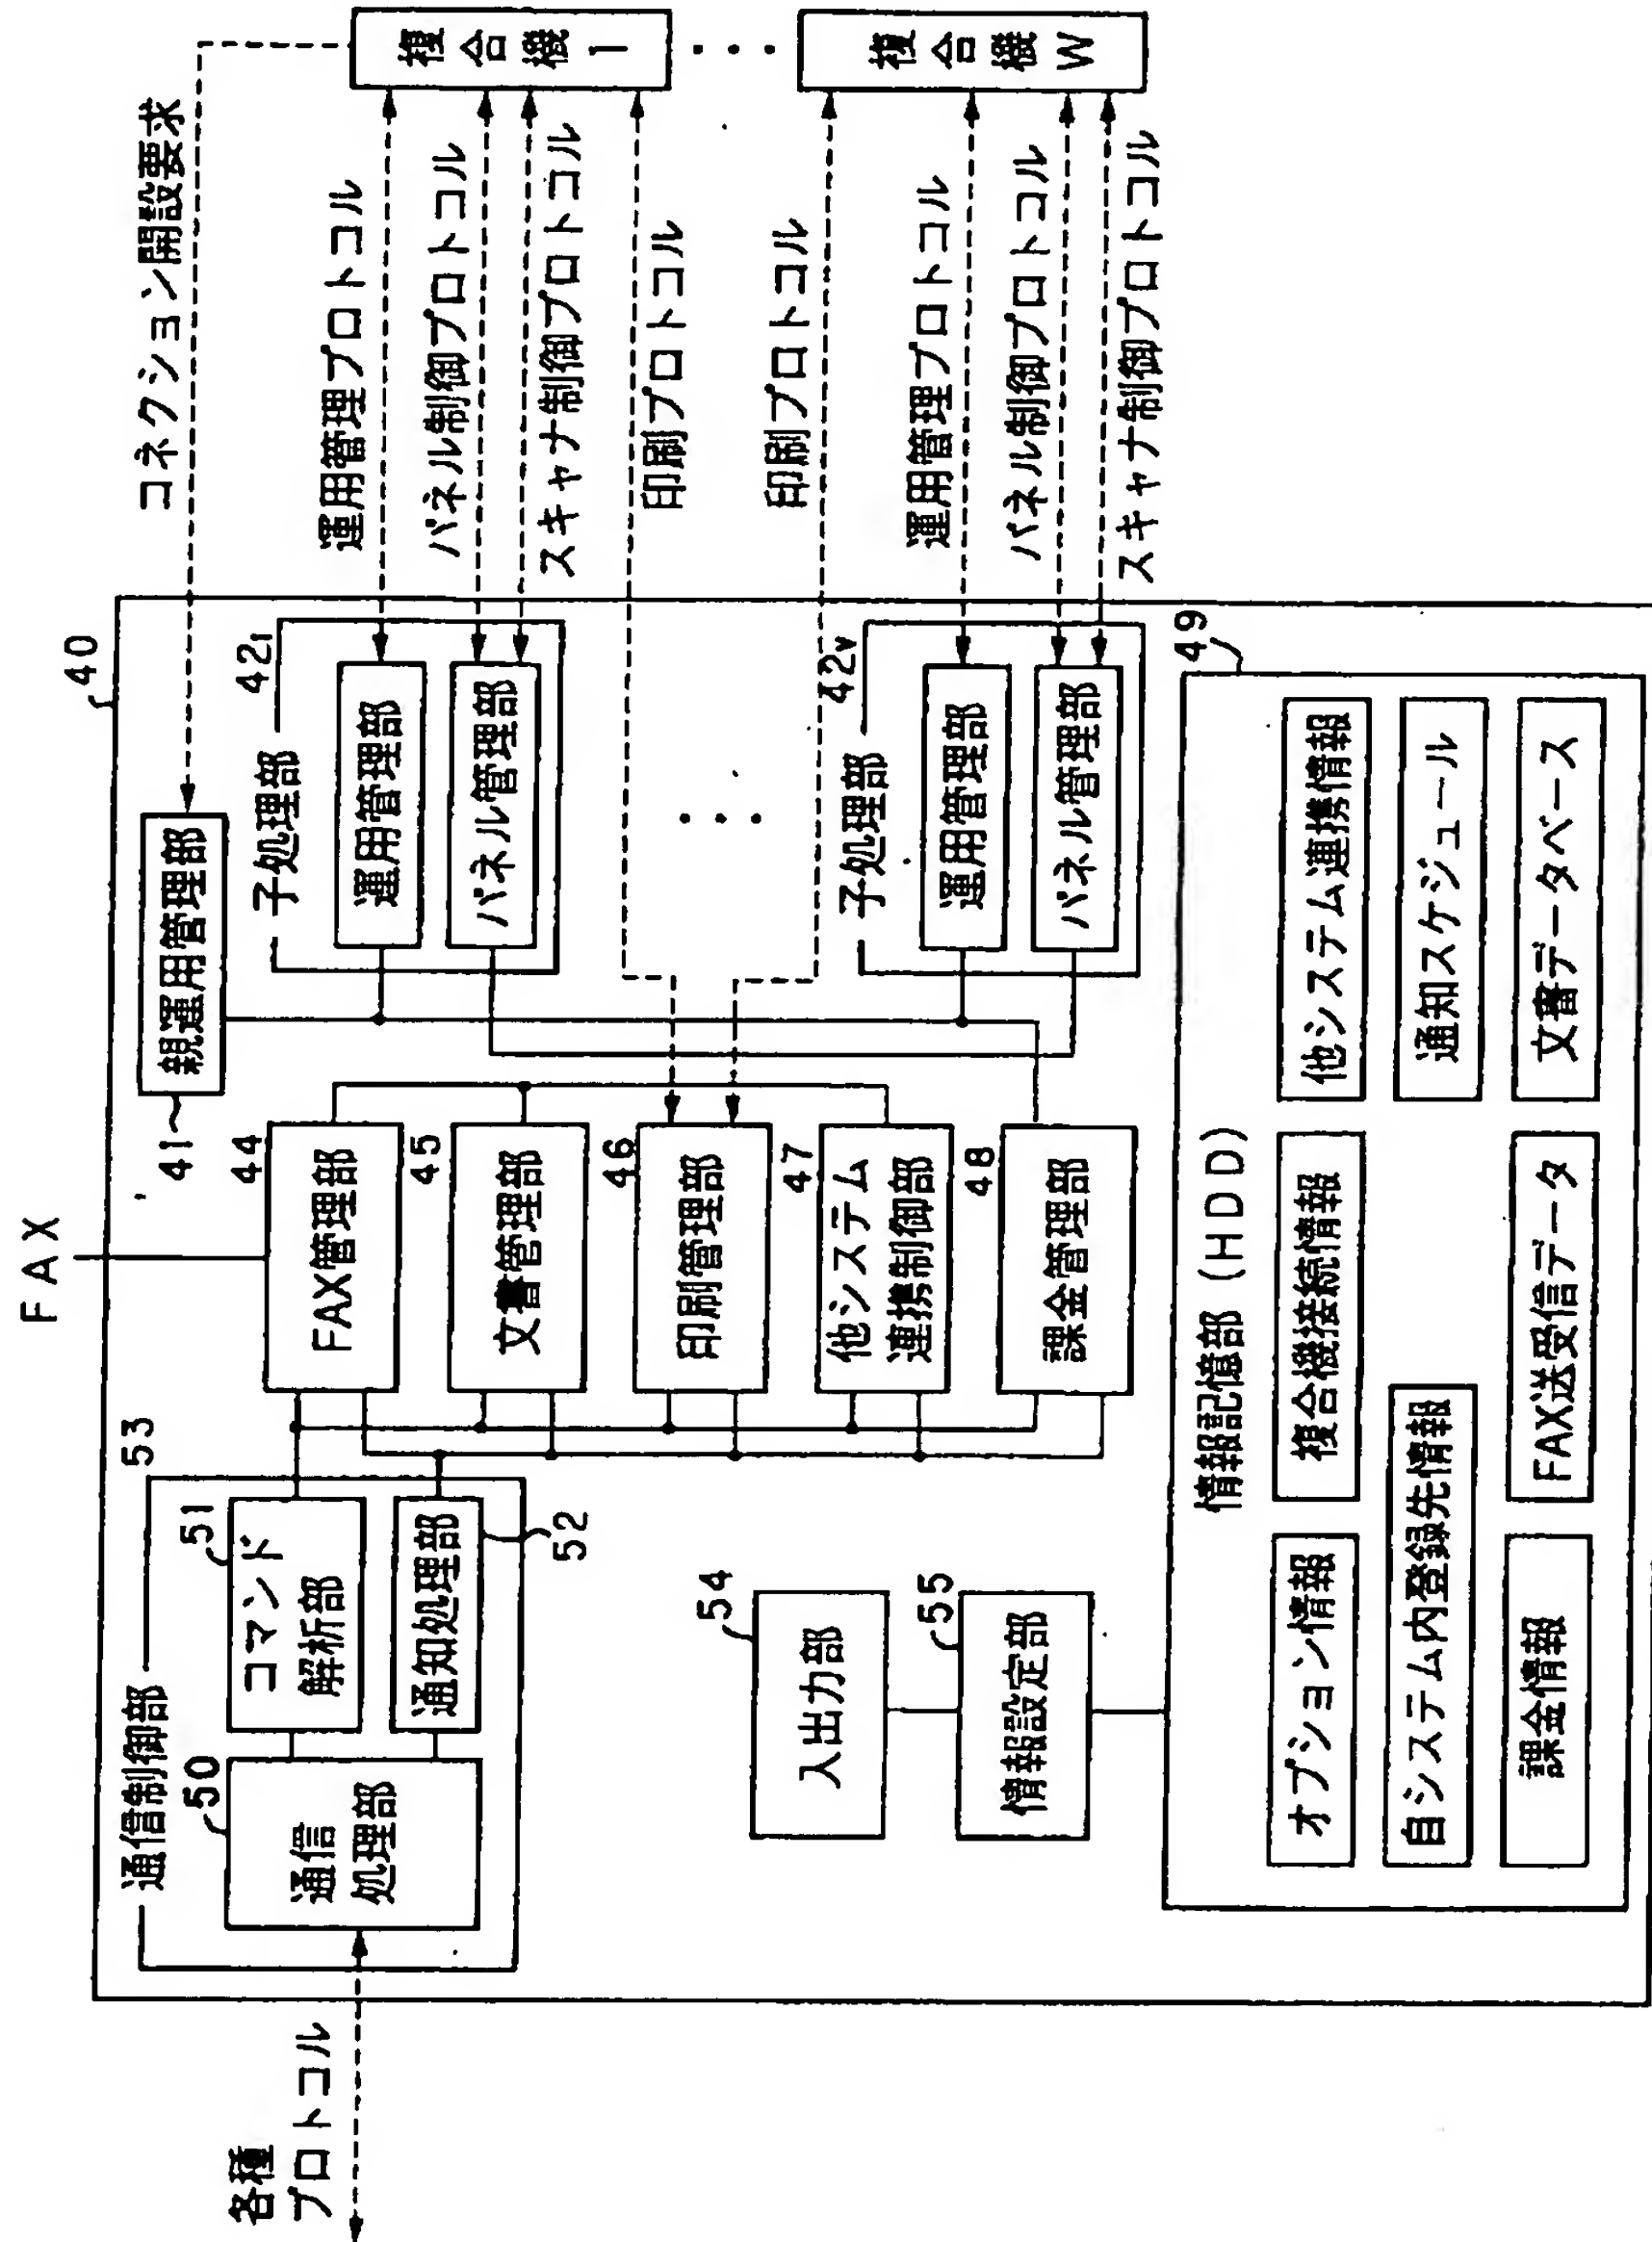 FAX
40
コネクション開設要求
複合機1
運用管理プロトコル
パネル制御プロトコル
スキャナ制御プロトコル
印刷プロトコル
・・・
印刷プロトコル
運用管理プロトコル
パネル制御プロトコル
スキャナ制御プロトコル
複合機W
親運用管理部
41
子処理部
421
運用管理部
パネル管理部
・・・
子処理部
42v
運用管理部
パネル管理部
44
FAX管理部
45
文書管理部
46
印刷管理部
47
他システム
連携制御部
48
課金管理部
通信制御部
53
51
コマンド
解析部
通知処理部
52
50
通信
処理部
各種
プロトコル
54
入出力部
55
情報設定部
49
情報記憶部(HDD)
オプション情報
複合機接続情報
他システム連携情報
自システム内登録先情報
通知スケジュール
課金情報
FAX送受信データ
文書データベース